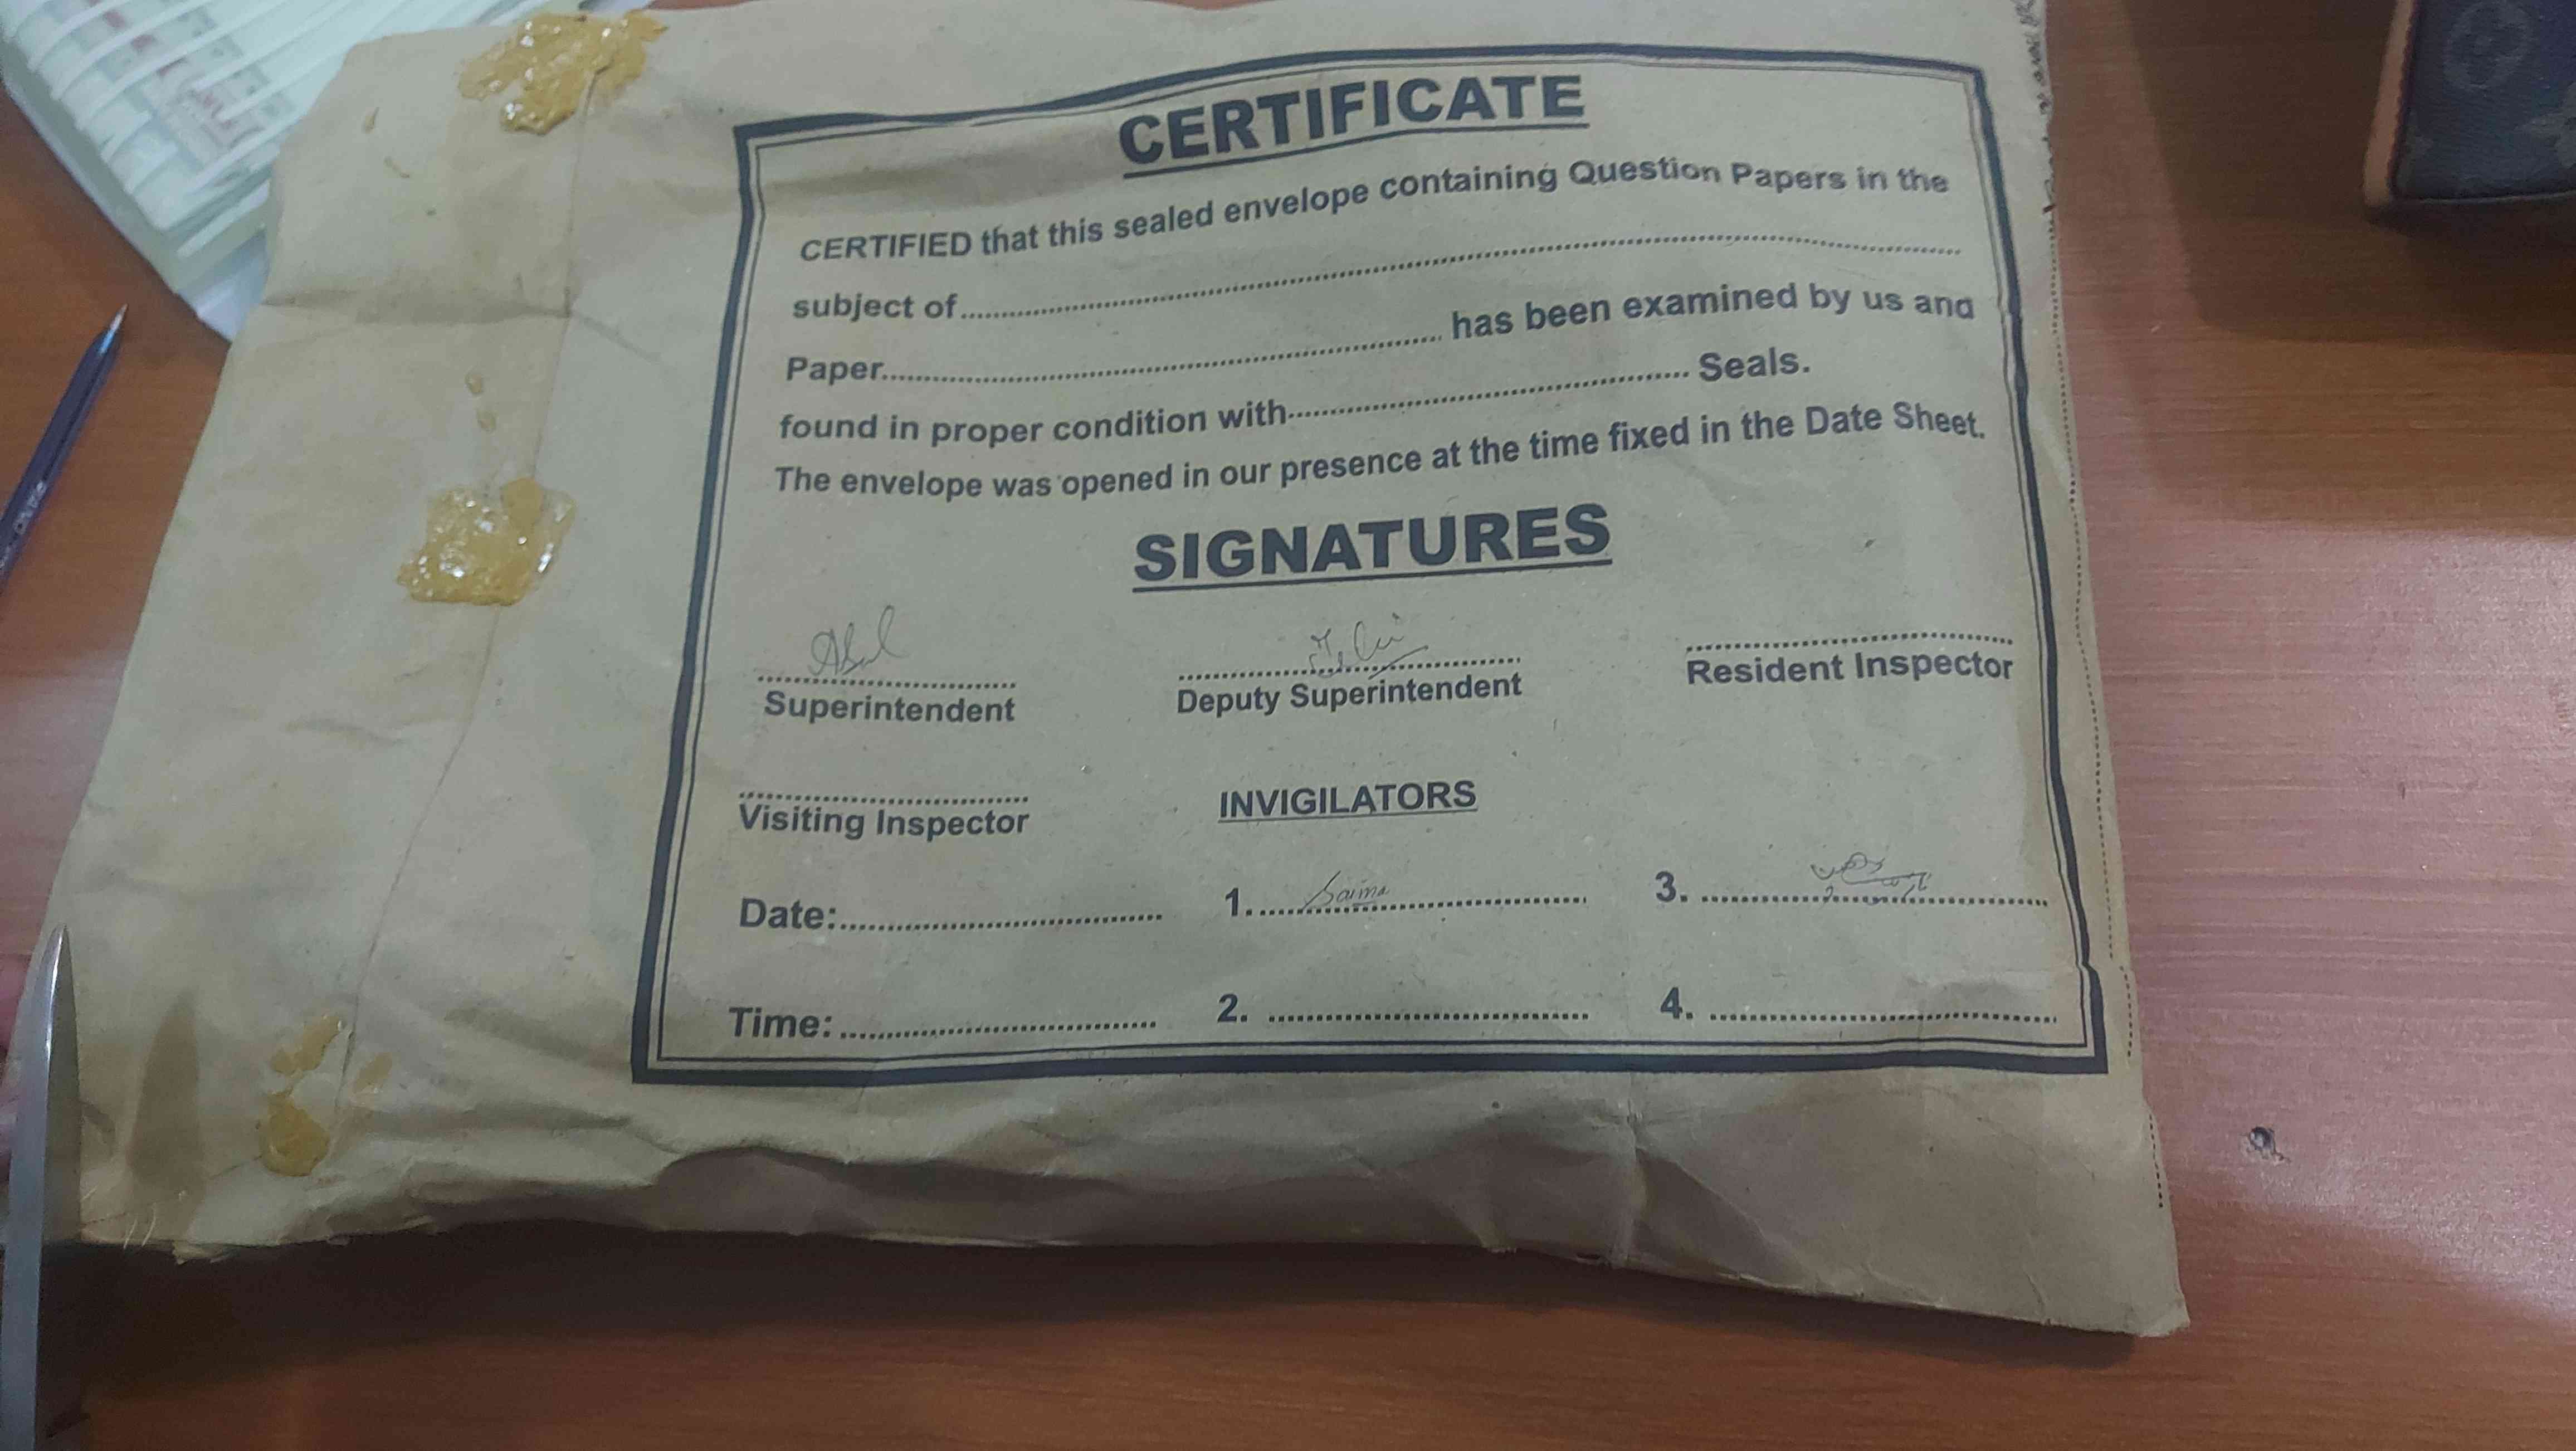 CERTIFICATE
CERTIFIED that this sealed envelope containing Question Papers in the
subject of
Paper has been examined by us and
found in proper condition with Seals.
The envelope was opened in our presence at the time fixed in the Date Sheet.
SIGNATURES
Superintendent Deputy Superintendent Resident Inspector
Visiting Inspector INVIGILATORS
Date: 1. Saima 3.
Time: 2. 4.